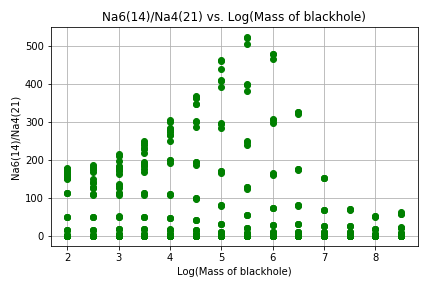 Na6(14)/Na4(21) vs. Log(Mass of blackhole)
500
400
300
200
100
0
Na6(14)/Na4(21)
2 3 4 5 6 7 8
Log(Mass of blackhole)